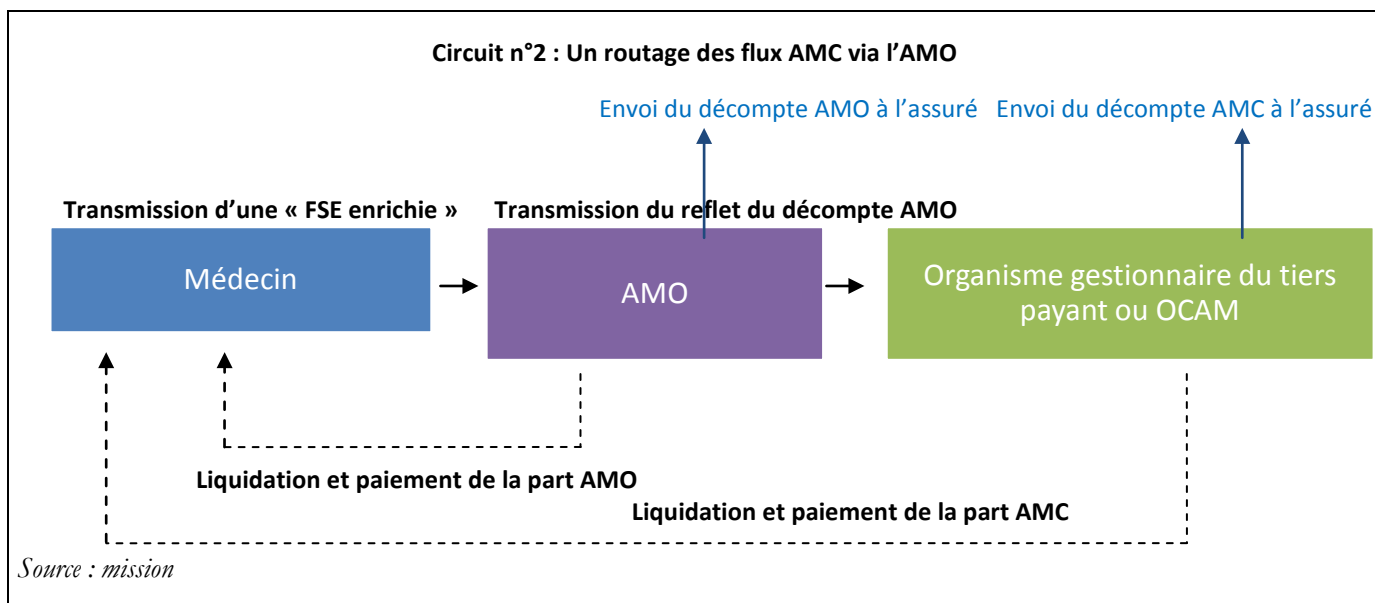 Circuit n°2 : Un routage des flux AMC via l’AMO
Envoi du décompte AMO à l’assuré
Envoi du décompte AMC à l’assuré
Transmission d’une « FSE enrichie »
Transmission du reflet du décompte AMO
Médecin
AMO
Organisme gestionnaire du tiers
payant ou OCAM
Liquidation et paiement de la part AMO
Liquidation et paiement de la part AMC
Source : mission